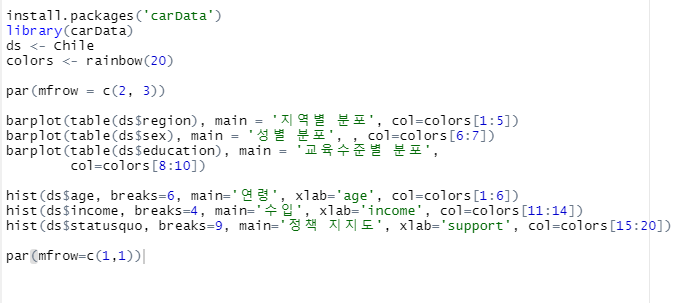 install.packages('carData')
library(carData)
ds <- Chile
colors <- rainbow(20)
par(mfrow = c(2, 3))
barplot(table(ds$region), main = '지역별 분포', col=colors[1:5])
barplot(table(ds$sex), main = '성별 분포', , col=colors[6:7])
barplot(table(ds$education), main = '교육수준별 분포',
        col=colors[8:10])
hist(ds$age, breaks=6, main='연령', xlab='age', col=colors[1:6])
hist(ds$income, breaks=4, main='수입', xlab='income', col=colors[11:14])
hist(ds$statusquo, breaks=9, main='정책 지지도', xlab='support', col=colors[15:20])
par(mfrow=c(1,1))